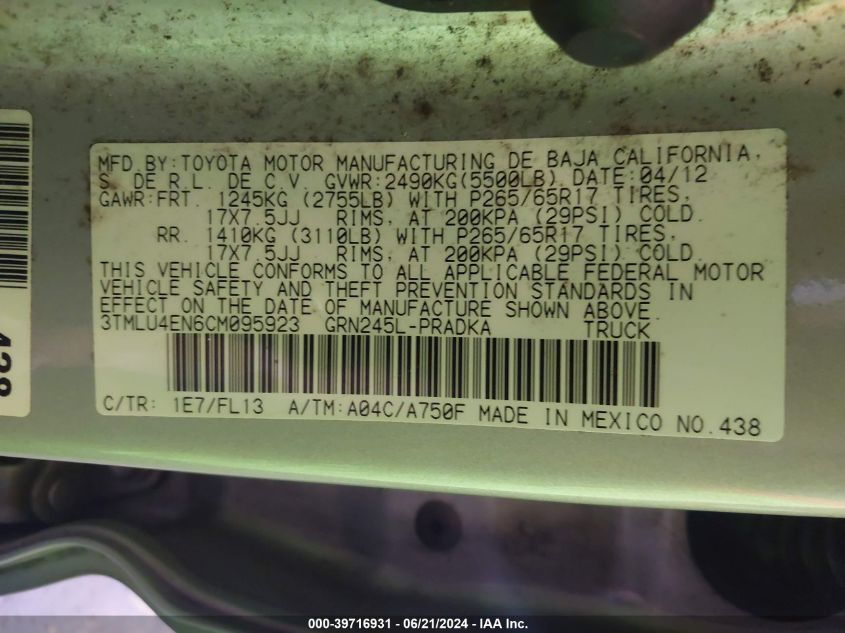 MFD.BY:TOYOTA MOTOR MANUFACTURING DE BAJA CALIFORNIA,
S. DE R.L. DE C.V. GVWR:2490KG(5500LB) DATE:04/12
GAWR:FRT. 1245KG (2755LB) WITH P265/65R17 TIRES,
17X7.5JJ RIMS, AT 200KPA (29PSI) COLD.
RR. 1410KG (3110LB) WITH P265/65R17 TIRES,
17X7.5JJ RIMS, AT 200KPA (29PSI) COLD.
THIS VEHICLE CONFORMS TO ALL APPLICABLE FEDERAL MOTOR
VEHICLE SAFETY AND THEFT PREVENTION STANDARDS IN
EFFECT ON THE DATE OF MANUFACTURE SHOWN ABOVE.
3TMLU4EN6CM095923 GRN245L-PRADKA TRUCK
C/TR: 1E7/FL13 A/TM:A04C/A750F MADE IN MEXICO NO.438
000-39716931 - 06/21/2024 - IAA Inc.